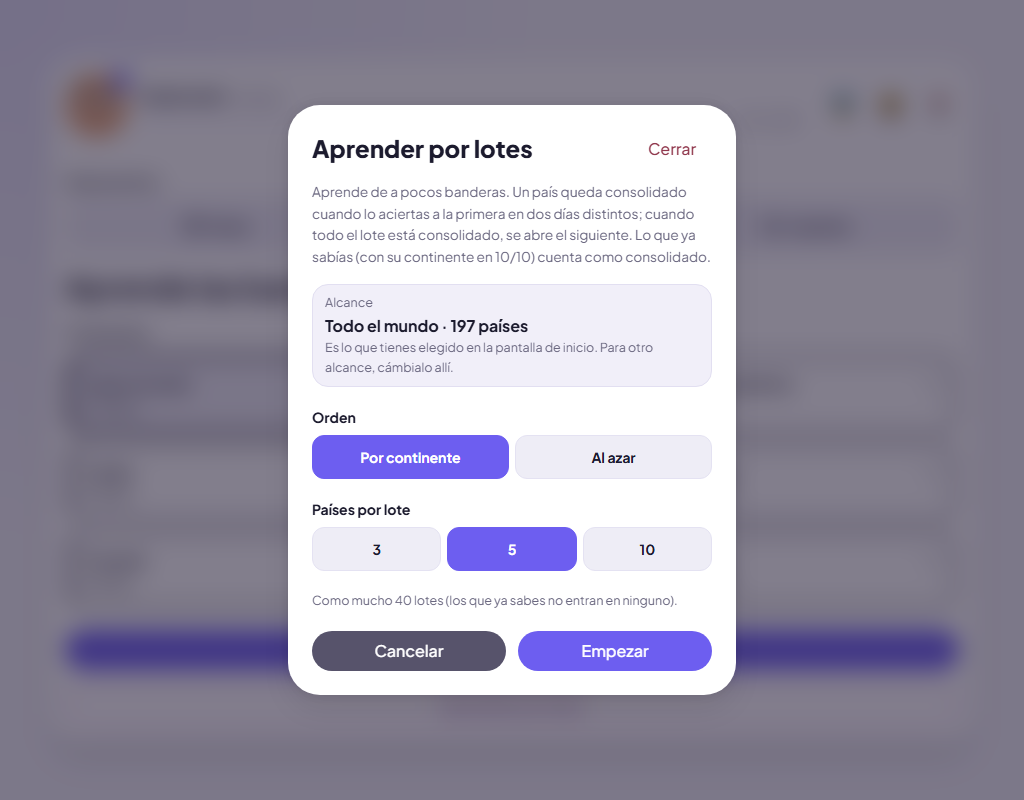 Aprender por lotes
Cerrar
Aprende de a pocos banderas. Un país queda consolidado
cuando lo aciertas a la primera en dos días distintos; cuando
todo el lote está consolidado, se abre el siguiente. Lo que ya
sabías (con su continente en 10/10) cuenta como consolidado.
Alcance
Todo el mundo · 197 países
Es lo que tienes elegido en la pantalla de inicio. Para otro
alcance, cámbialo allí.
Orden
Por continente
Al azar
Países por lote
3
5
10
Como mucho 40 lotes (los que ya sabes no entran en ninguno).
Cancelar
Empezar